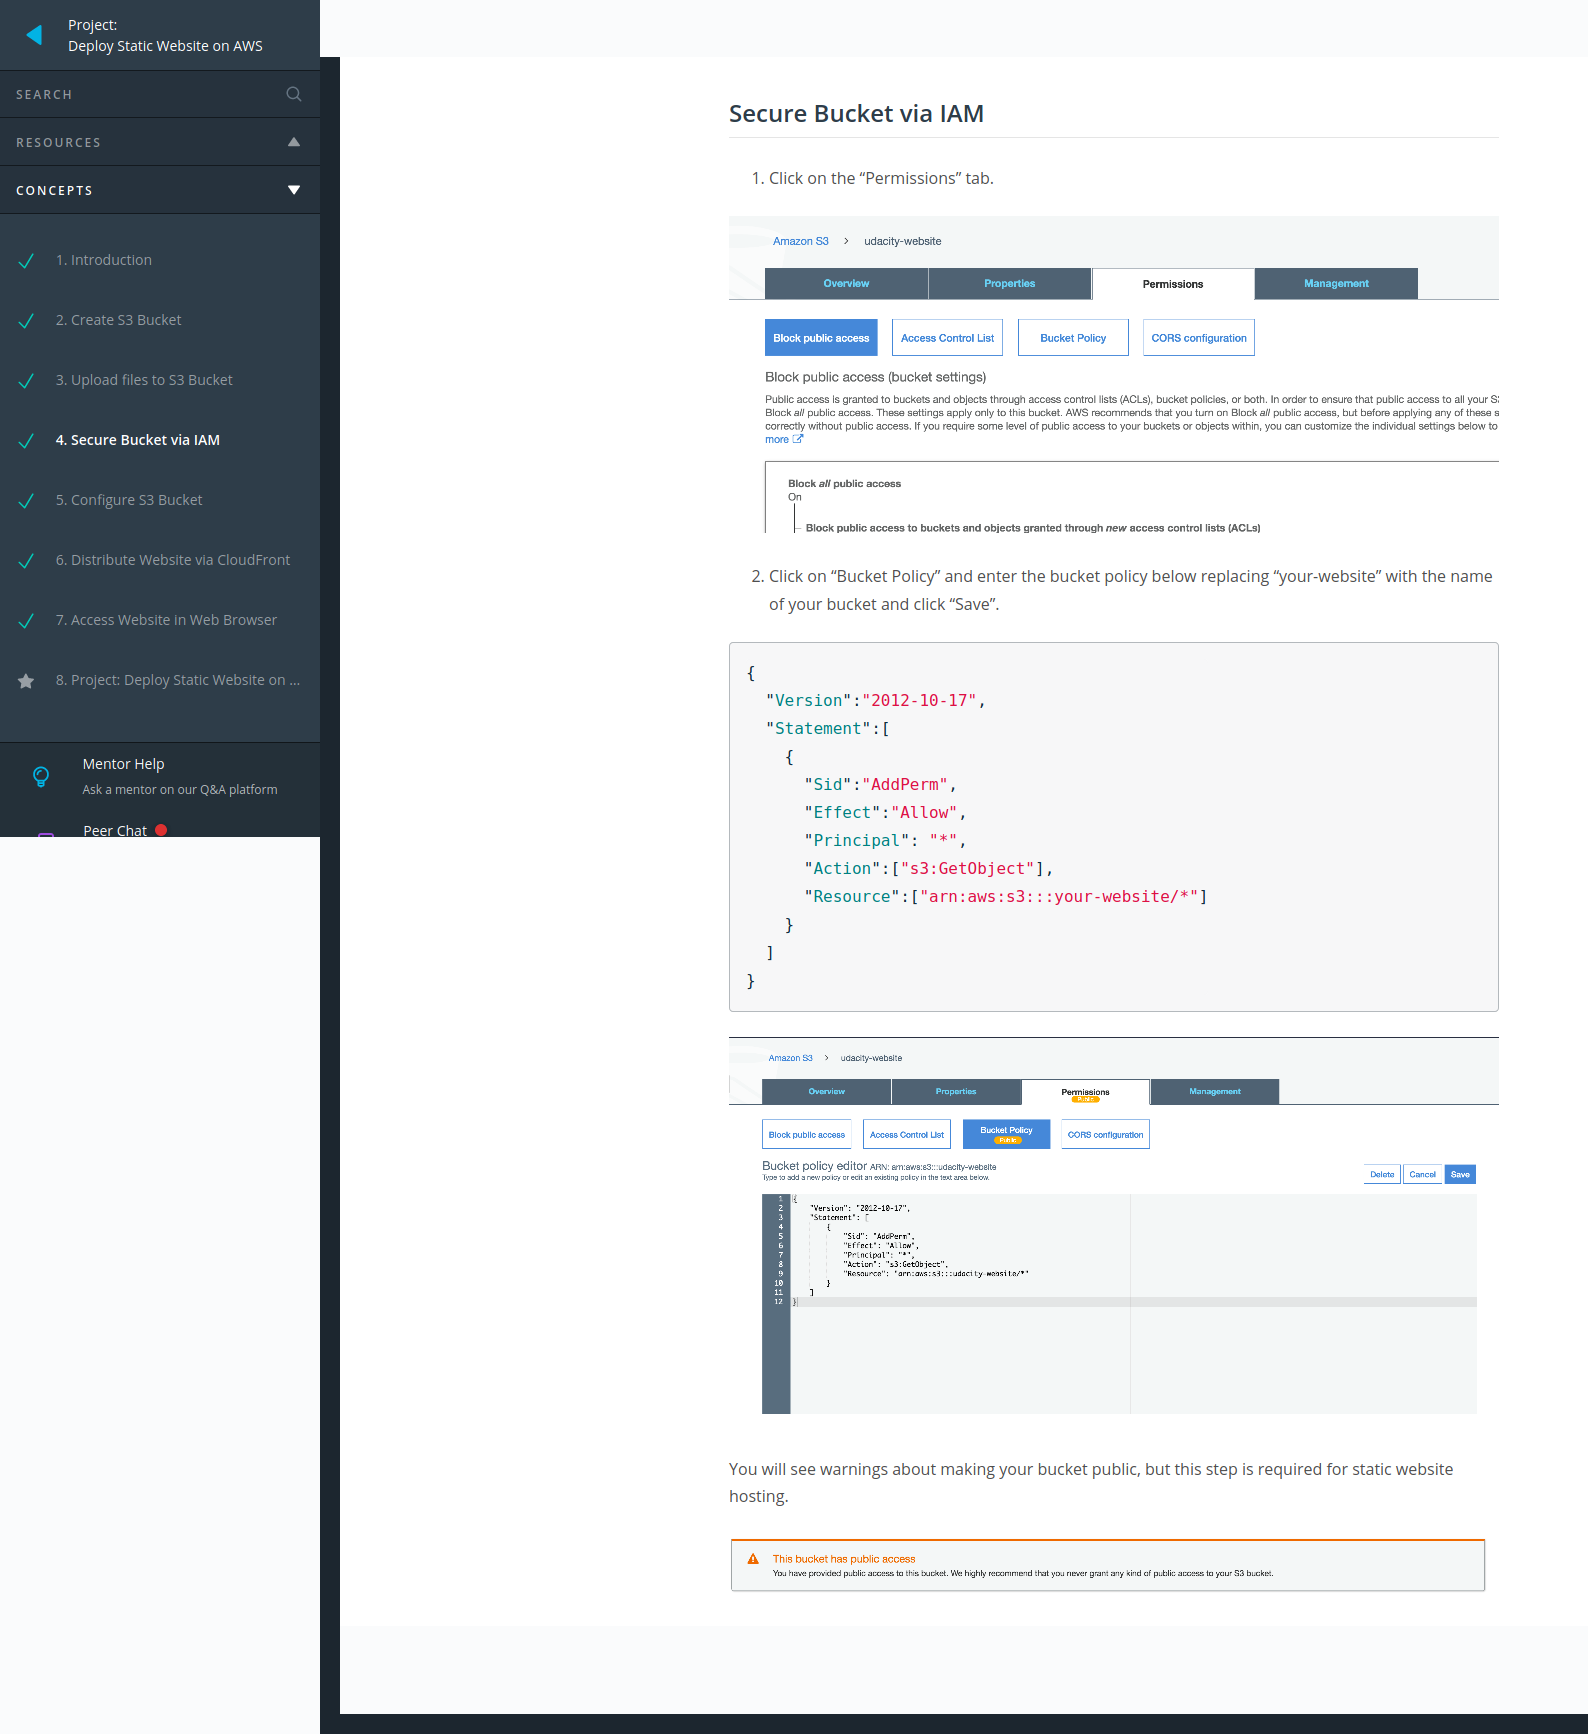 Project:
Deploy Static Website on AWS
SEARCH
RESOURCES
CONCEPTS
1. Introduction
2. Create S3 Bucket
3. Upload files to S3 Bucket
4. Secure Bucket via IAM
5. Configure S3 Bucket
6. Distribute Website via CloudFront
7. Access Website in Web Browser
8. Project: Deploy Static Website on ...
Mentor Help
Ask a mentor on our Q&A platform
Peer Chat
Secure Bucket via IAM
1. Click on the “Permissions” tab.
Amazon S3 > udacity-website
Overview Properties Permissions Management
Block public access Access Control List Bucket Policy CORS configuration
Block public access (bucket settings)
Public access is granted to buckets and objects through access control lists (ACLs), bucket policies, or both. In order to ensure that public access to all your S
Block all public access. These settings apply only to this bucket. AWS recommends that you turn on Block all public access, but before applying any of these s
correctly without public access. If you require some level of public access to your buckets or objects within, you can customize the individual settings below to
more
Block all public access
On
Block public access to buckets and objects granted through new access control lists (ACLs)
2. Click on “Bucket Policy” and enter the bucket policy below replacing “your-website” with the name
of your bucket and click “Save”.
{
"Version":"2012-10-17",
"Statement":[
{
"Sid":"AddPerm",
"Effect":"Allow",
"Principal": "*",
"Action":["s3:GetObject"],
"Resource":["arn:aws:s3:::your-website/*"]
}
]
}
Amazon S3 > udacity-website
Overview Properties Permissions Management
Public
Block public access Access Control List Bucket Policy CORS configuration
Public
Bucket policy editor ARN: arn:aws:s3:::udacity-website
Type to add a new policy or edit an existing policy in the text area below.
Delete Cancel Save
1 {
2 "Version": "2012-10-17",
3 "Statement": [
4 {
5 "Sid": "AddPerm",
6 "Effect": "Allow",
7 "Principal": "*",
8 "Action": "s3:GetObject",
9 "Resource": "arn:aws:s3:::udacity-website/*"
10 }
11 ]
12 }
You will see warnings about making your bucket public, but this step is required for static website
hosting.
This bucket has public access
You have provided public access to this bucket. We highly recommend that you never grant any kind of public access to your S3 bucket.